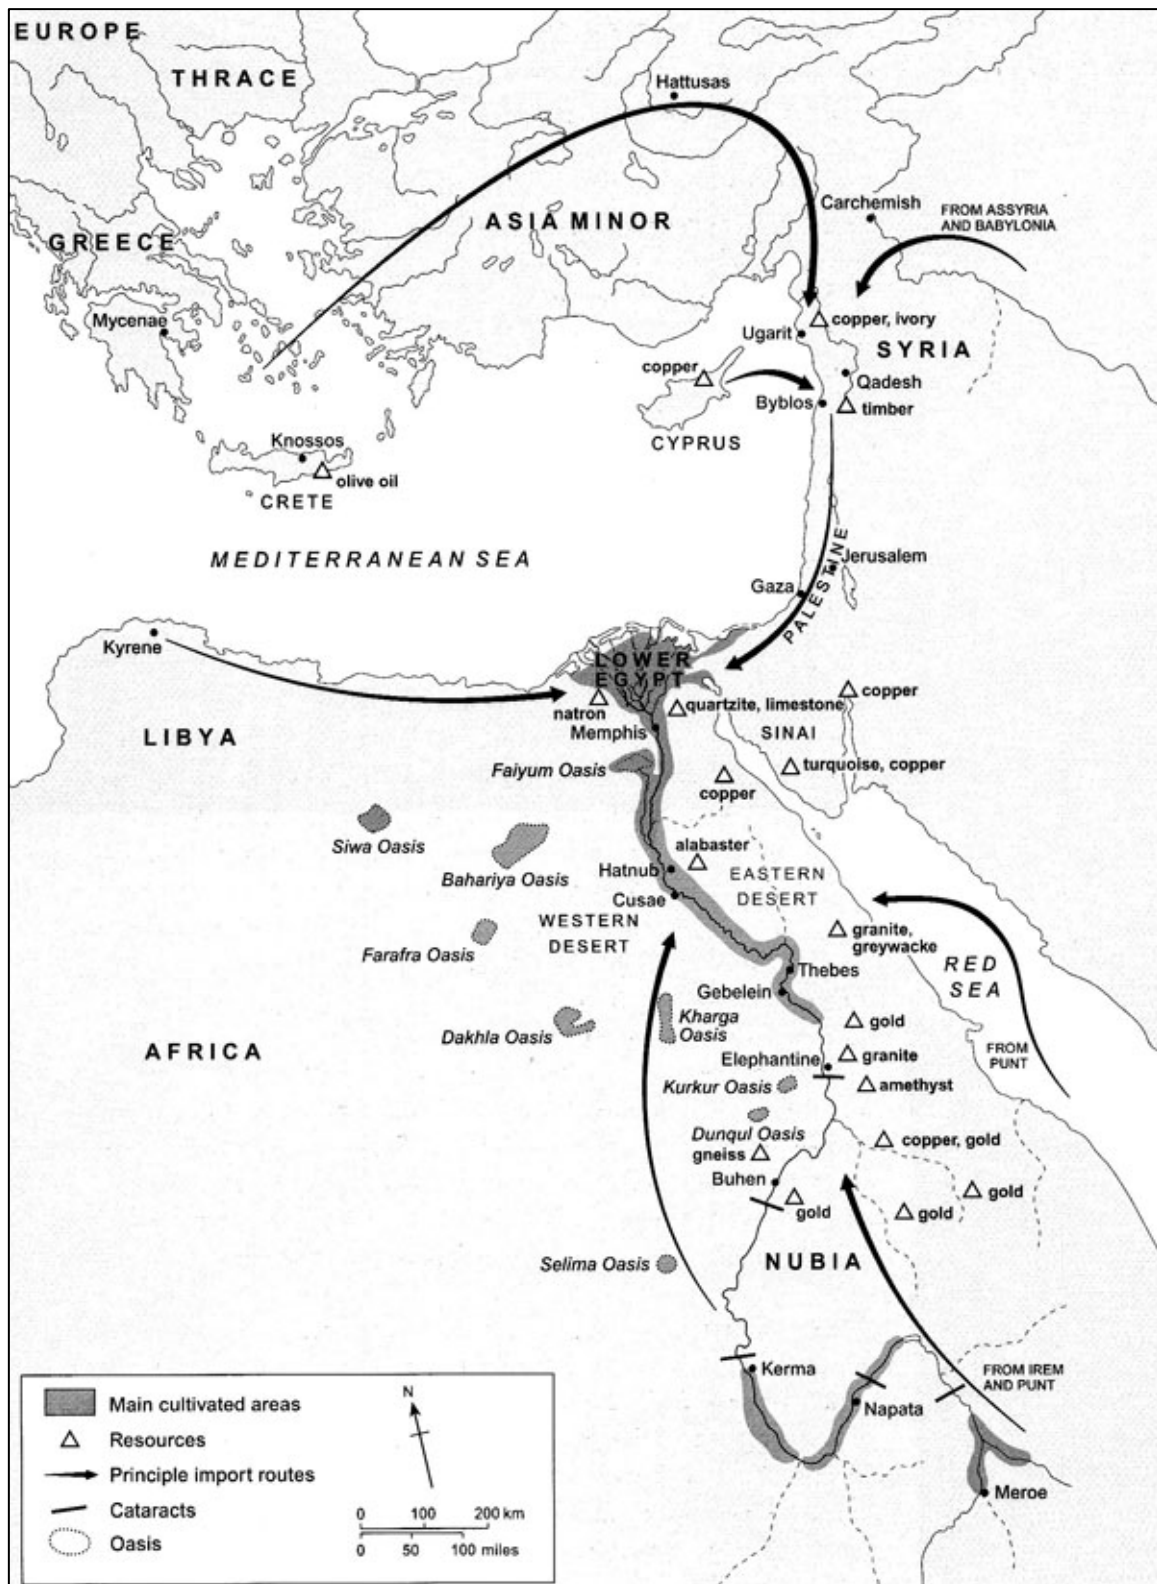 EUROPE
THRACE
Hattusas
ASIA MINOR
Carchemish
FROM ASSYRIA
AND BABYLONIA
GREECE
Mycenae
Ugarit
copper, ivory
SYRIA
copper
Qadesh
Byblos
timber
CYPRUS
Knossos
olive oil
CRETE
MEDITERRANEAN SEA
PALESTINE
Jerusalem
Gaza
Kyrene
LOWER
EGYPT
copper
natron
quartzite, limestone
Memphis
SINAI
LIBYA
Faiyum Oasis
turquoise, copper
copper
Siwa Oasis
alabaster
Bahariya Oasis
Hatnub
EASTERN
DESERT
Cusae
WESTERN
DESERT
granite,
greywacke
Farafra Oasis
RED
SEA
Thebes
Gebelein
Kharga
Oasis
Dakhla Oasis
gold
AFRICA
FROM
PUNT
Elephantine
granite
Kurkur Oasis
amethyst
Dunqul Oasis
copper, gold
gneiss
Buhen
gold
gold
gold
NUBIA
Selima Oasis
Kerma
FROM IREM
AND PUNT
Napata
Meroe
Main cultivated areas
N
Resources
Principle import routes
Cataracts
0 100 200 km
Oasis
0 50 100 miles